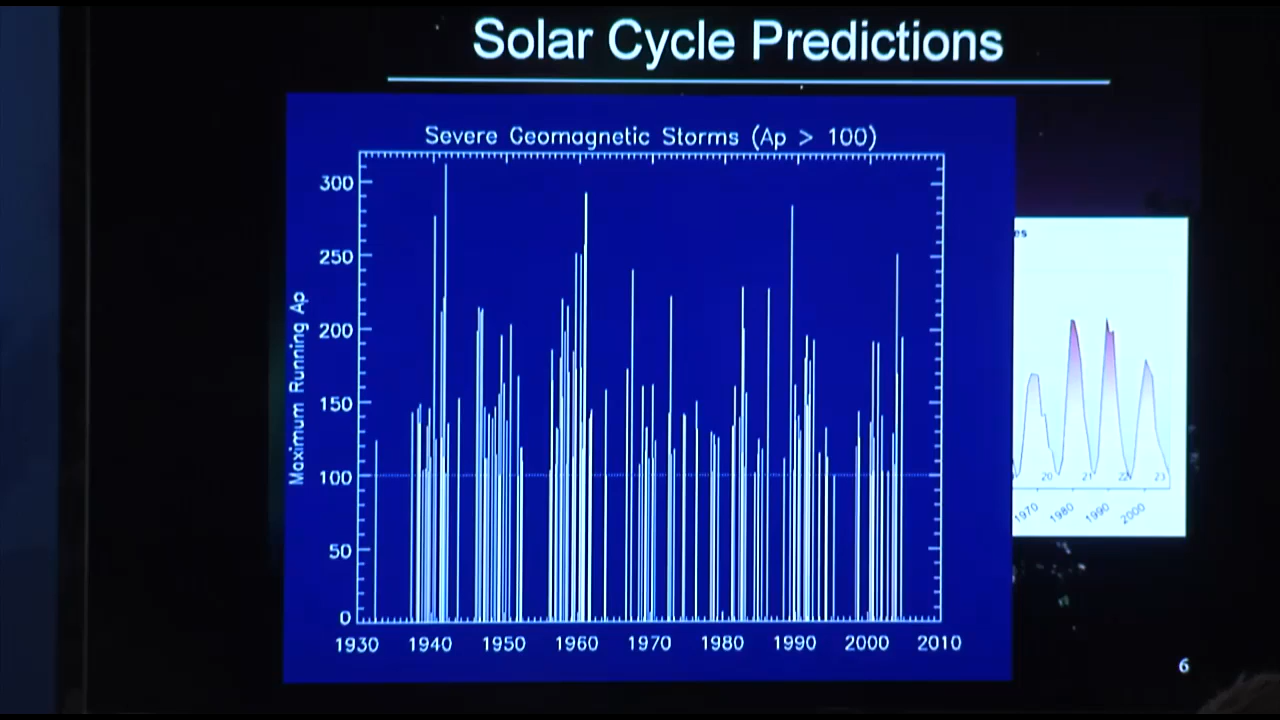 Solar Cycle Predictions
Severe Geomagnetic Storms (Ap > 100)
Maximum Running Ap
300
250
200
150
100
50
0
1930 1940 1950 1960 1970 1980 1990 2000 2010
es
20 21 22 23
1970 1980 1990 2000
6